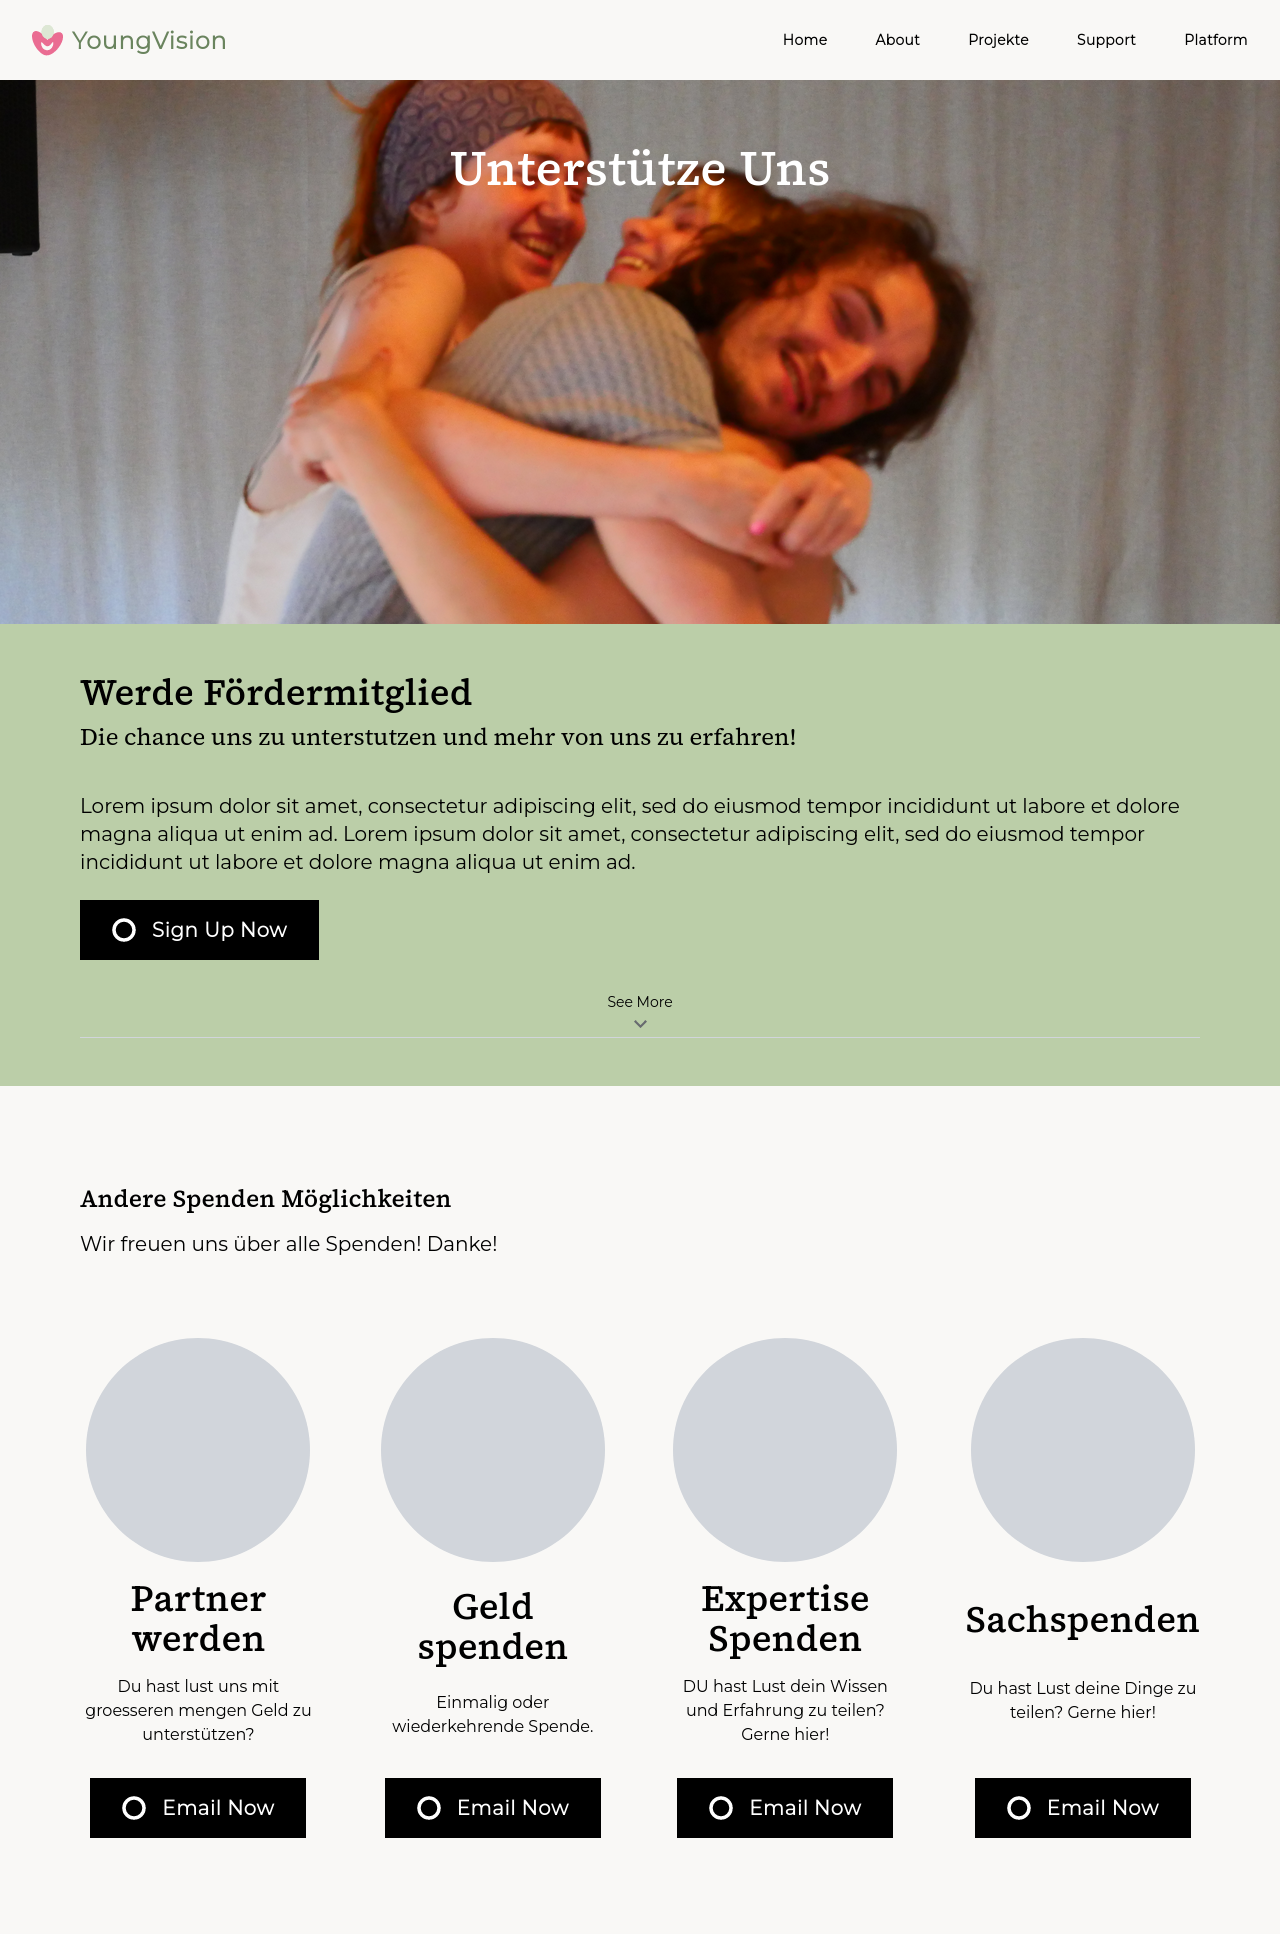 YoungVision
Home About Projekte Support Platform
Unterstütze Uns
Werde Fördermitglied
Die chance uns zu unterstutzen und mehr von uns zu erfahren!
Lorem ipsum dolor sit amet, consectetur adipiscing elit, sed do eiusmod tempor incididunt ut labore et dolore
magna aliqua ut enim ad. Lorem ipsum dolor sit amet, consectetur adipiscing elit, sed do eiusmod tempor
incididunt ut labore et dolore magna aliqua ut enim ad.
Sign Up Now
See More
Andere Spenden Möglichkeiten
Wir freuen uns über alle Spenden! Danke!
Partner
werden
Du hast lust uns mit
groesseren mengen Geld zu
unterstützen?
Email Now
Geld
spenden
Einmalig oder
wiederkehrende Spende.
Email Now
Expertise
Spenden
DU hast Lust dein Wissen
und Erfahrung zu teilen?
Gerne hier!
Email Now
Sachspenden
Du hast Lust deine Dinge zu
teilen? Gerne hier!
Email Now